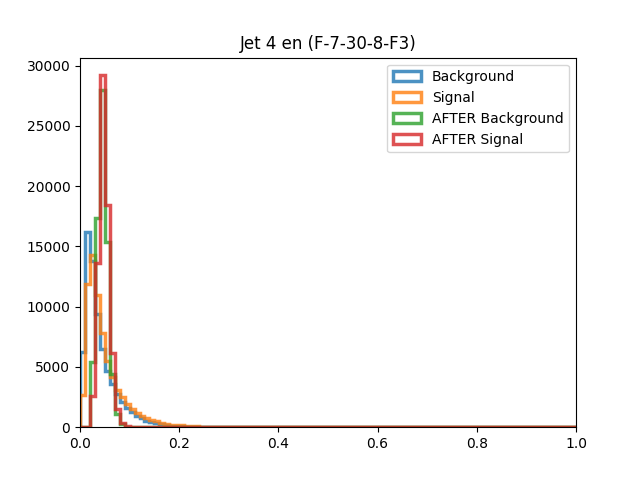 Jet 4 en (F-7-30-8-F3)
30000
25000
20000
15000
10000
5000
0
Background
Signal
AFTER Background
AFTER Signal
0.0 0.2 0.4 0.6 0.8 1.0